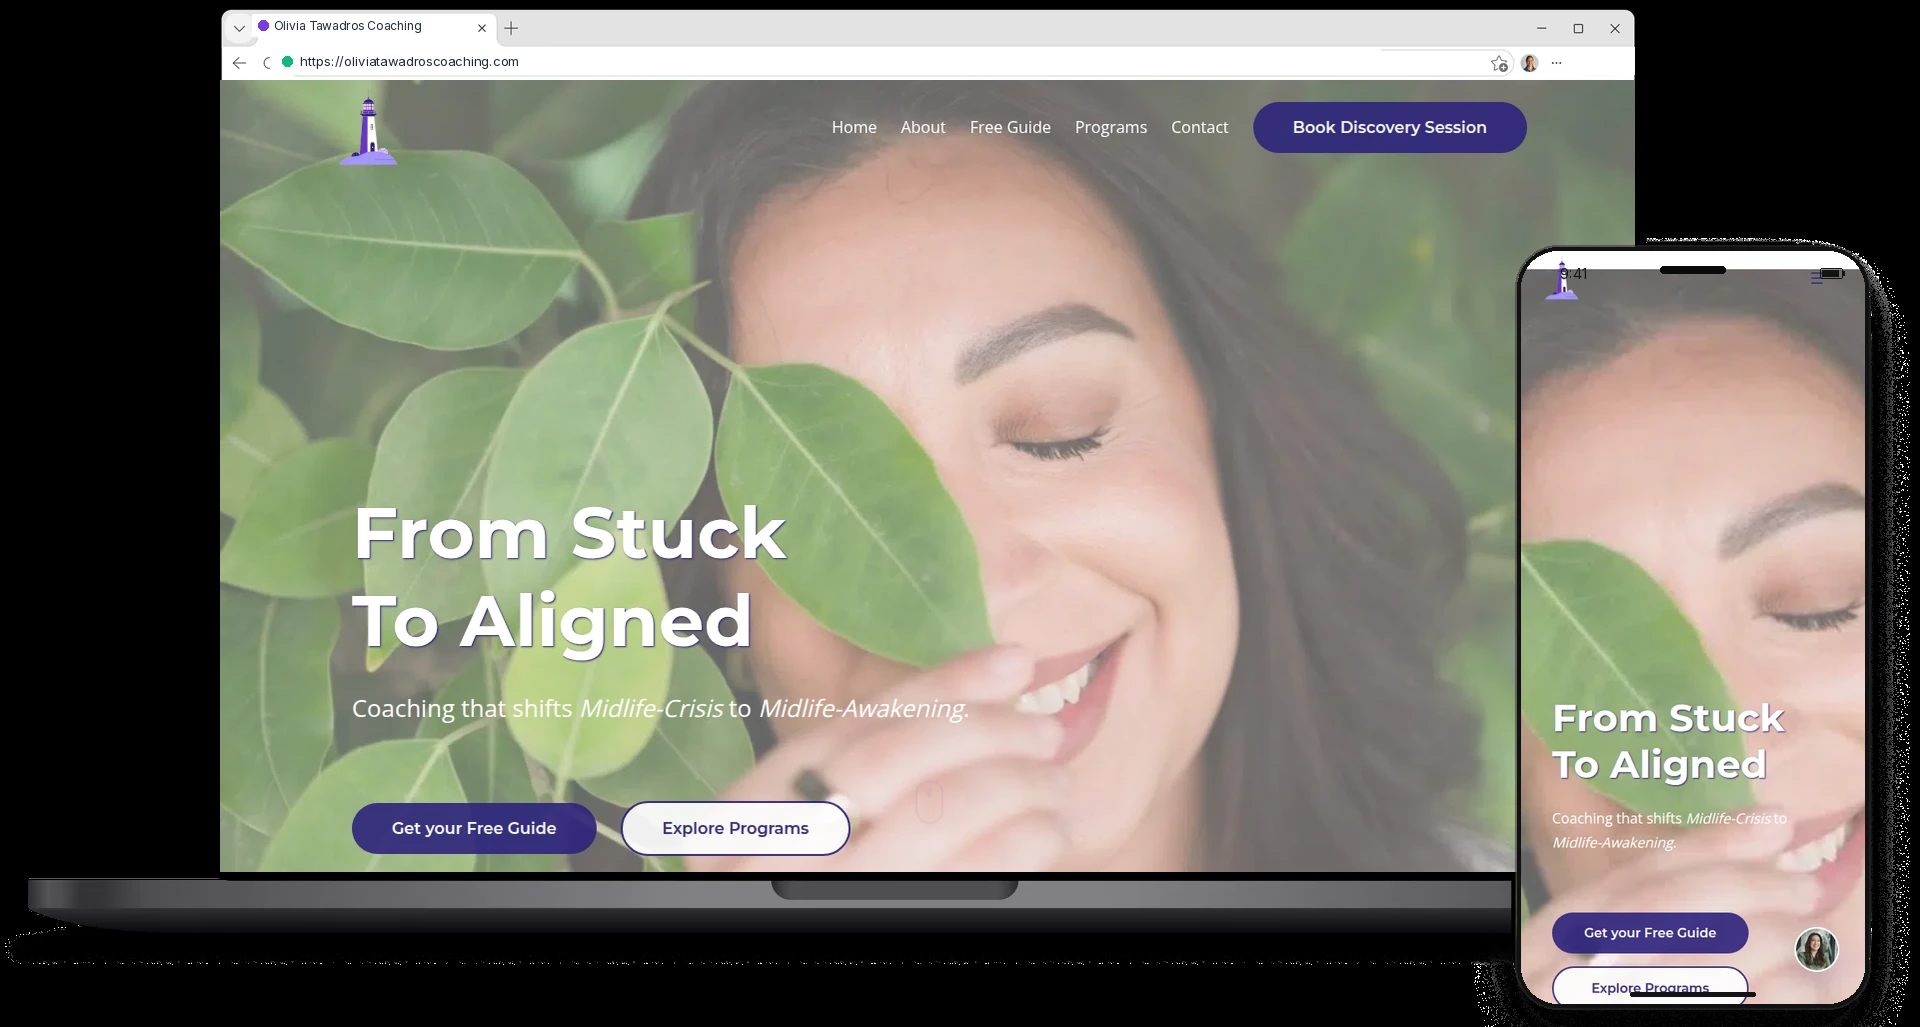 Olivia Tawadros Coaching
https://oliviatawadroscoaching.com
Home About Free Guide Programs Contact Book Discovery Session
From Stuck
To Aligned
Coaching that shifts Midlife-Crisis to Midlife-Awakening.
Get your Free Guide Explore Programs
9:41
From Stuck
To Aligned
Coaching that shifts Midlife-Crisis to
Midlife-Awakening.
Get your Free Guide
Explore Programs